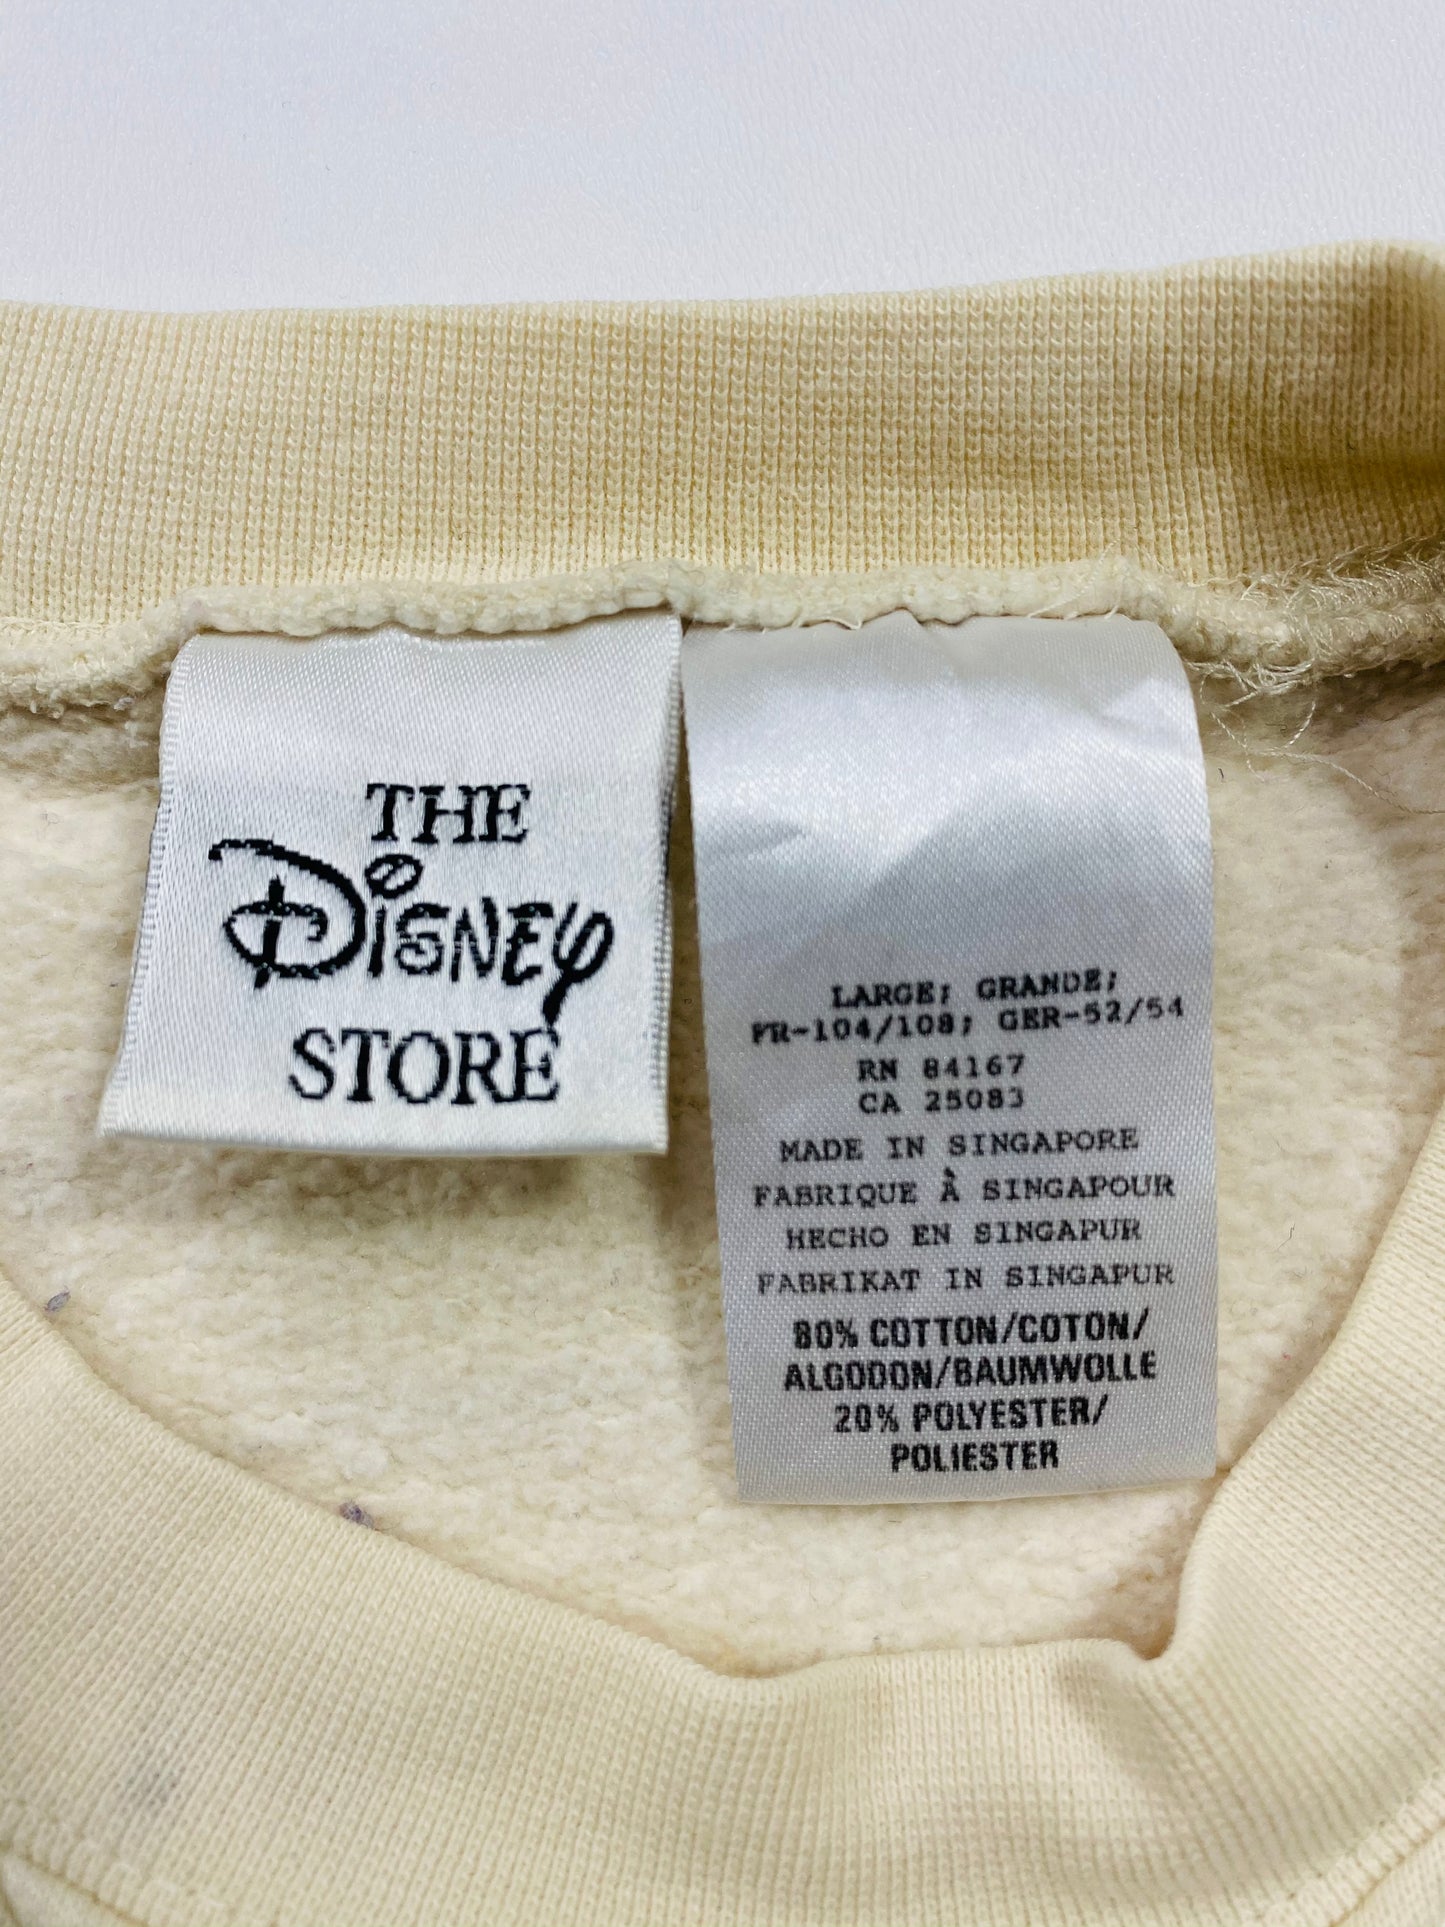 THE
DISNEY
STORE
LARGE; GRANDE;
FR-104/108; GER-52/54
RN 84167
CA 25083
MADE IN SINGAPORE
FABRIQUE À SINGAPOUR
HECHO EN SINGAPUR
FABRIKAT IN SINGAPUR
80% COTTON/COTON/
ALGODON/BAUMWOLLE
20% POLYESTER/
POLIESTER